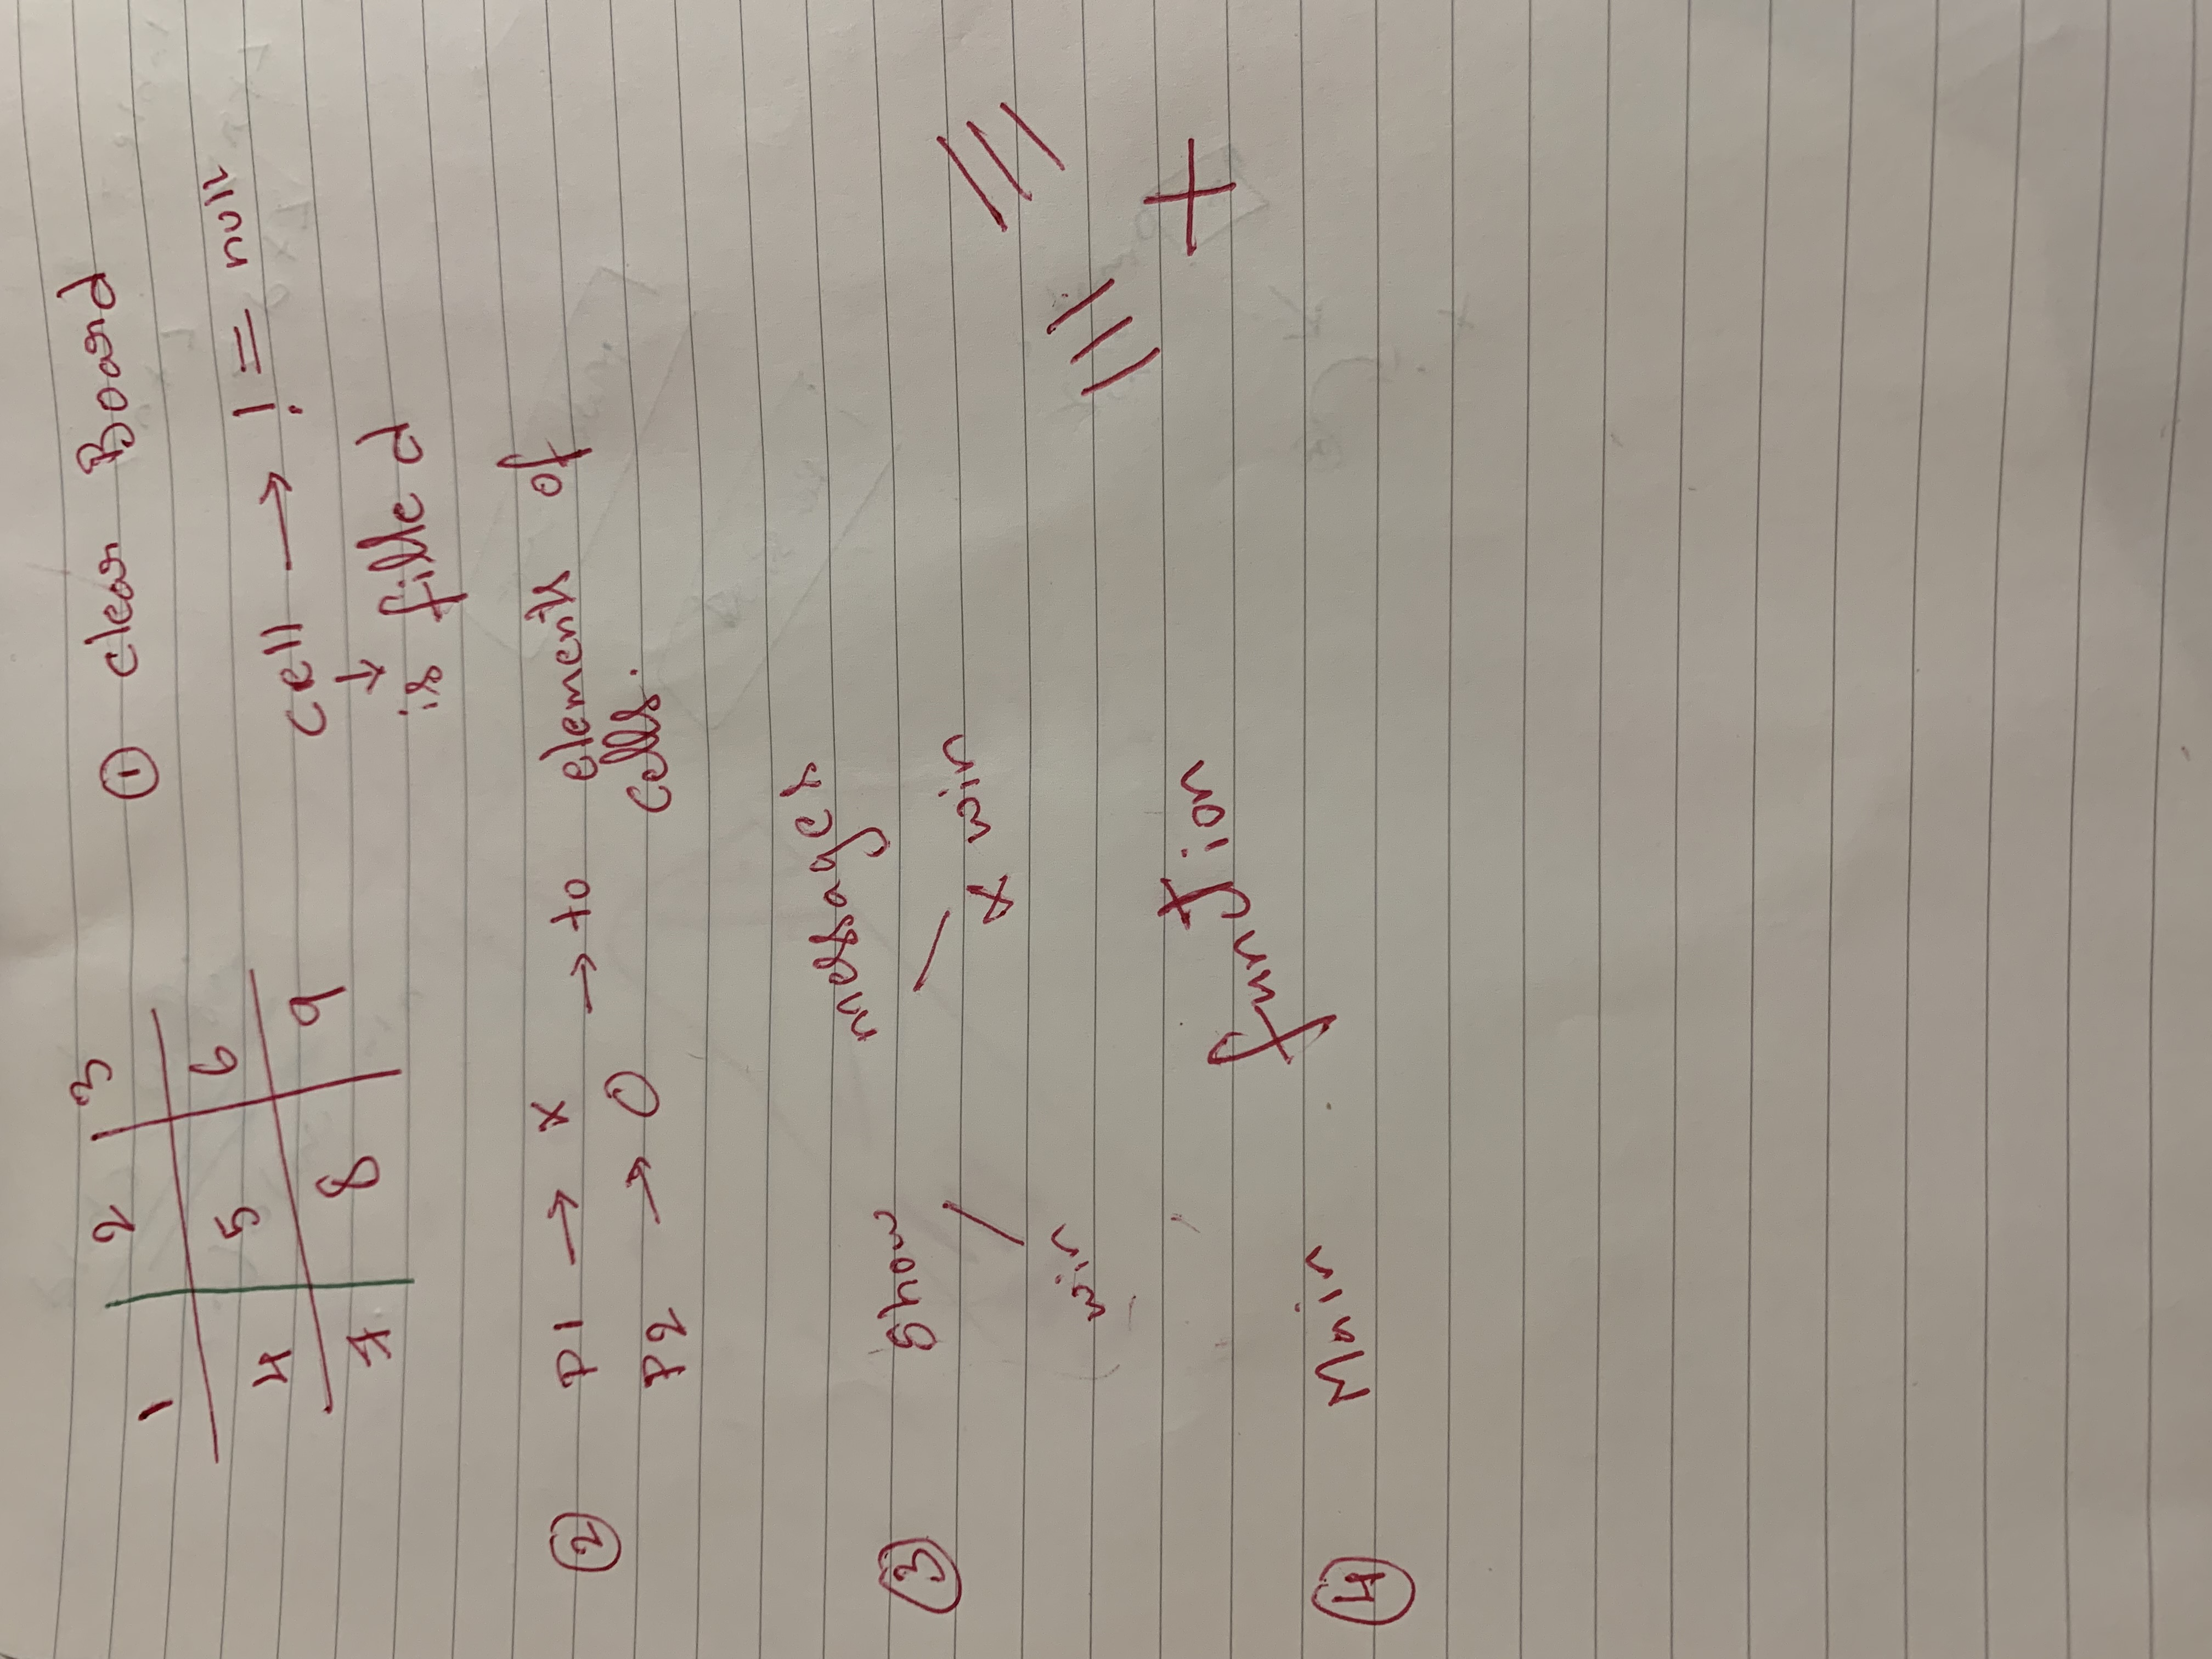 1 2 3
4 5 6
7 8 9
① clear Board
cell → != null
↓
is filled
② P1 → x → to elements of
P2 → O cells.
③ Show messages
win x win
④ Main function